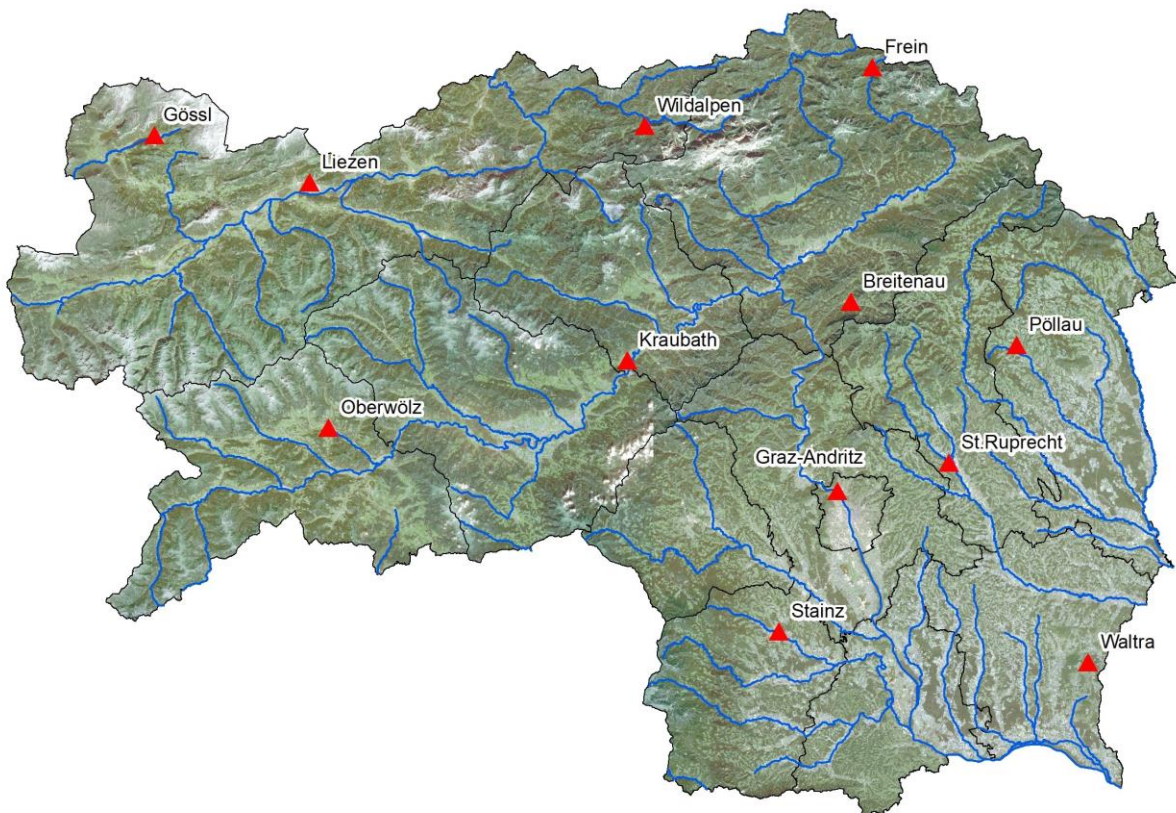 Frein
Wildalpen
Gössl
Liezen
Breitenau
Pöllau
Kraubath
Oberwölz
St.Ruprecht
Graz-Andritz
Stainz
Waltra